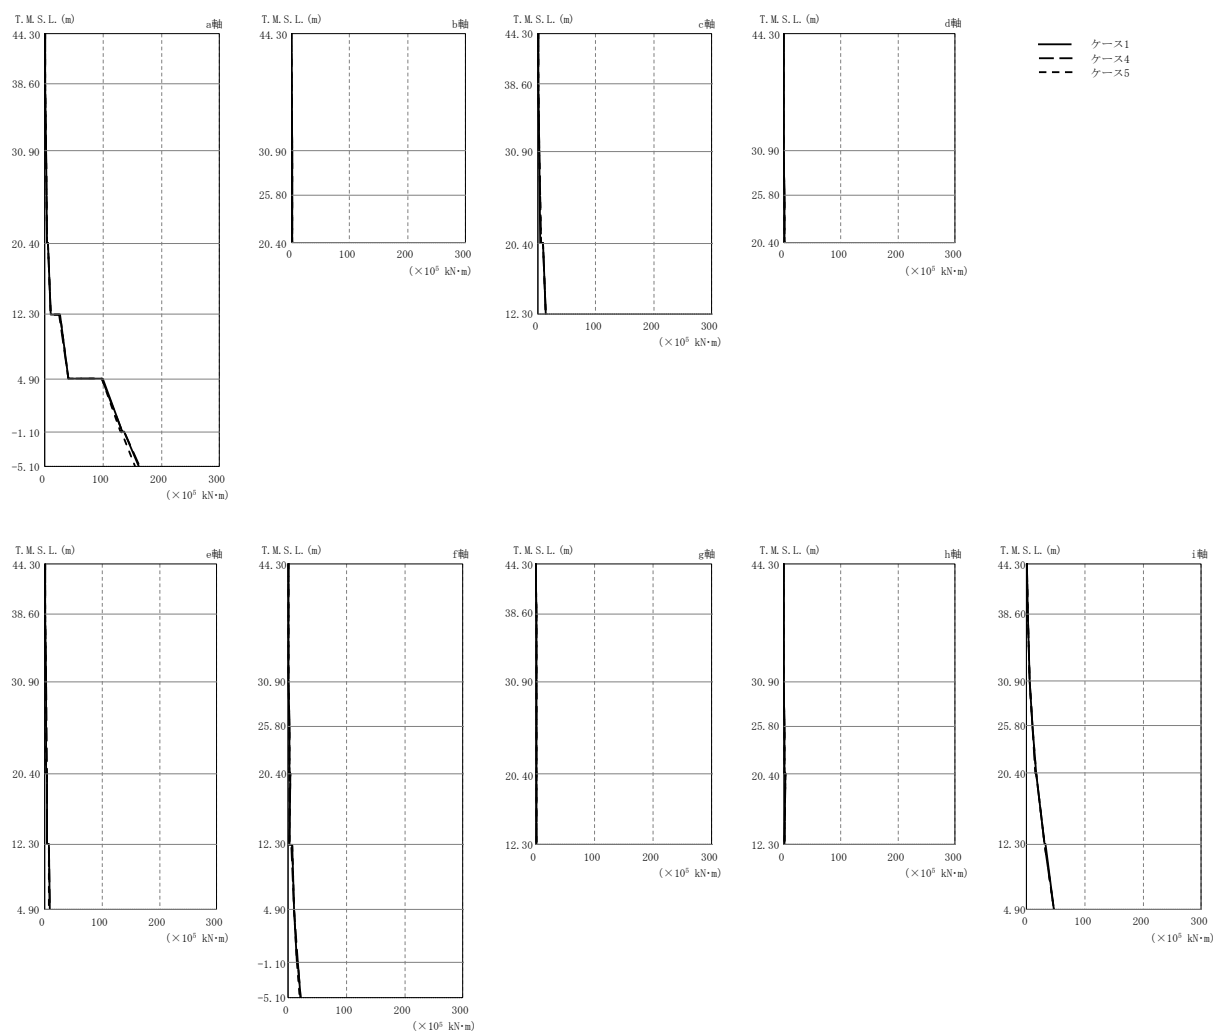 T.M.S.L.(m) a軸
44.30
38.60
30.90
20.40
12.30
4.90
-1.10
-5.10
0 100 200 300
(×10⁵ kN·m)
T.M.S.L.(m) b軸
44.30
30.90
25.80
20.40
0 100 200 300
(×10⁵ kN·m)
T.M.S.L.(m) c軸
44.30
38.60
30.90
20.40
12.30
0 100 200 300
(×10⁵ kN·m)
T.M.S.L.(m) d軸
44.30
30.90
25.80
20.40
0 100 200 300
(×10⁵ kN·m)
ケース1
ケース4
ケース5
T.M.S.L.(m) e軸
44.30
38.60
30.90
20.40
12.30
4.90
0 100 200 300
(×10⁵ kN·m)
T.M.S.L.(m) f軸
44.30
30.90
25.80
20.40
12.30
4.90
-1.10
-5.10
0 100 200 300
(×10⁵ kN·m)
T.M.S.L.(m) g軸
44.30
38.60
30.90
20.40
12.30
0 100 200 300
(×10⁵ kN·m)
T.M.S.L.(m) h軸
44.30
30.90
25.80
20.40
12.30
0 100 200 300
(×10⁵ kN·m)
T.M.S.L.(m) i軸
44.30
38.60
30.90
25.80
20.40
12.30
4.90
0 100 200 300
(×10⁵ kN·m)